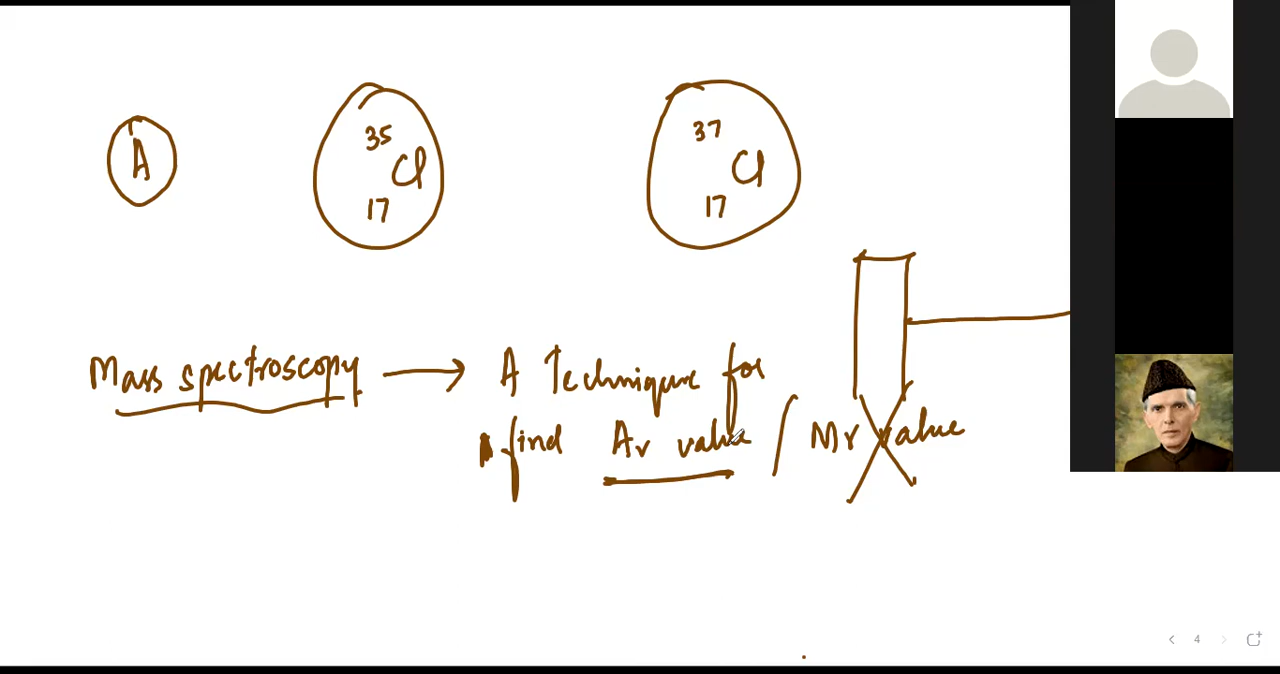 A
35
Cl
17
37
Cl
17
Mass spectroscopy → A Technique for
find Ar value / Mr value
4